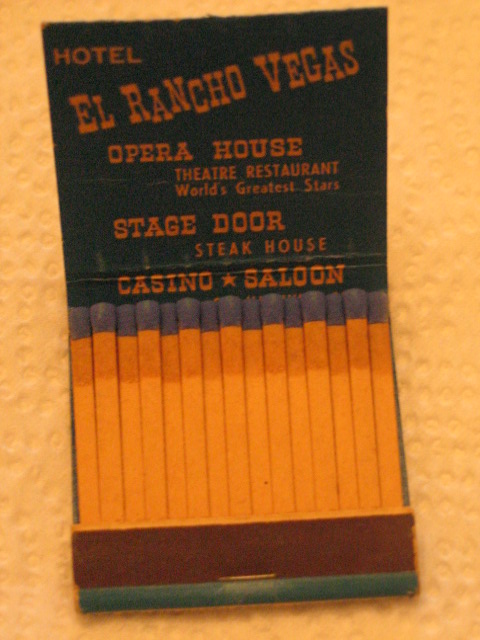 HOTEL
EL RANCHO VEGAS
OPERA HOUSE
THEATRE RESTAURANT
World's Greatest Stars
STAGE DOOR
STEAK HOUSE
CASINO ★ SALOON